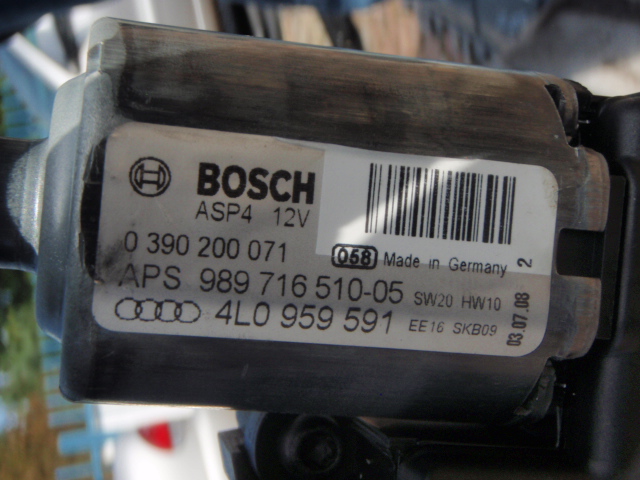 BOSCH
ASP4 12V
0 390 200 071
058 Made in Germany 2
APS 989 716 510-05 SW20 HW10
4L0 959 591 EE16 SKB09
03.07.08